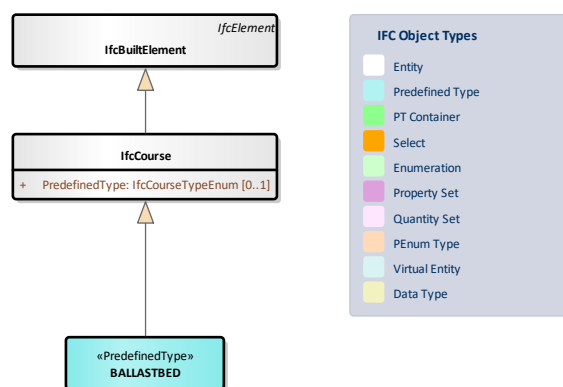 IfcElement
IfcBuiltElement
IfcCourse
+ PredefinedType: IfcCourseTypeEnum [0..1]
«PredefinedType»
BALLASTBED
IFC Object Types
Entity
Predefined Type
PT Container
Select
Enumeration
Property Set
Quantity Set
PEnum Type
Virtual Entity
Data Type